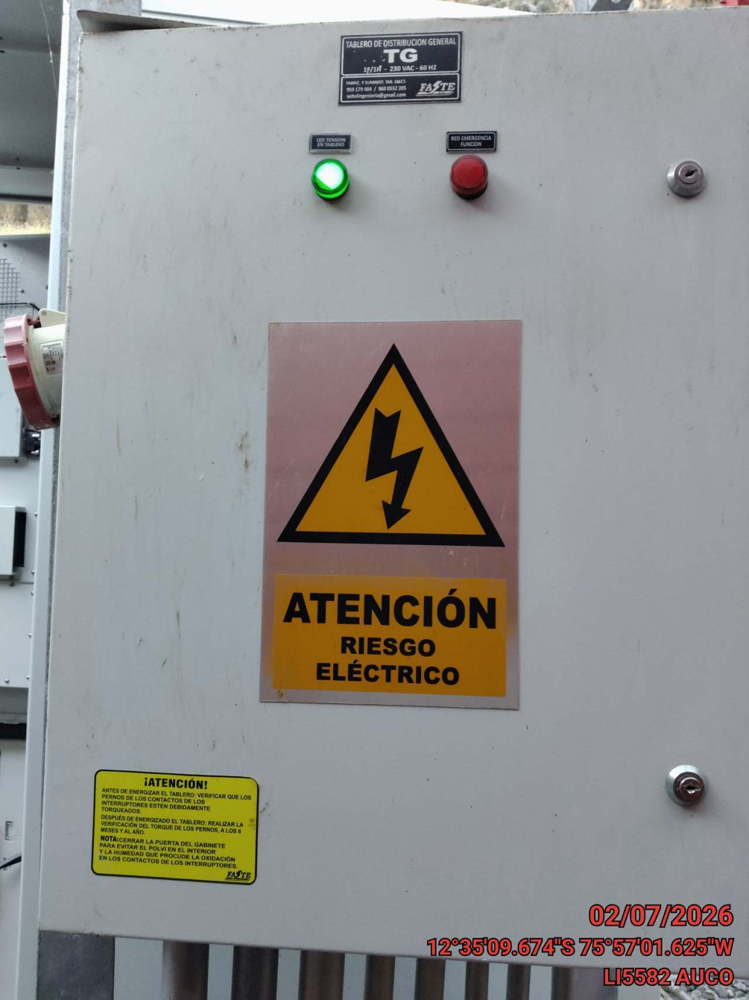 TABLERO DE DISTRIBUCION GENERAL
TG
1F/1H - 230 VAC - 60 HZ
FABRIC. Y SUMINIST. TAB. ELECT.
959 179 484 / 960 0552 205
seitelingenieria@gmail.com
FASTE
LED TENSION
EN TABLERO
RED EMERGENCIA
FUNCION
Schneider
ATENCIÓN
RIESGO
ELÉCTRICO
¡ATENCIÓN!
ANTES DE ENERGIZAR EL TABLERO: VERIFICAR QUE LOS
PERNOS DE LOS CONTACTOS DE LOS
INTERRUPTORES ESTEN DEBIDAMENTE
TORQUEADOS.
DESPUÉS DE ENERGIZADO EL TABLERO: REALIZAR LA
VERIFICACIÓN DEL TORQUE DE LOS PERNOS, A LOS 6
MESES Y AL AÑO.
NOTA: CERRAR LA PUERTA DEL GABINETE
PARA EVITAR EL POLVI EN EL INTERIOR
Y LA HUMEDAD QUE PROCUDE LA OXIDACIÓN
EN LOS CONTACTOS DE LOS INTERRUPTORES.
FASTE
02/07/2026
12°35'09.674"S 75°57'01.625"W
LI5582 AUCO